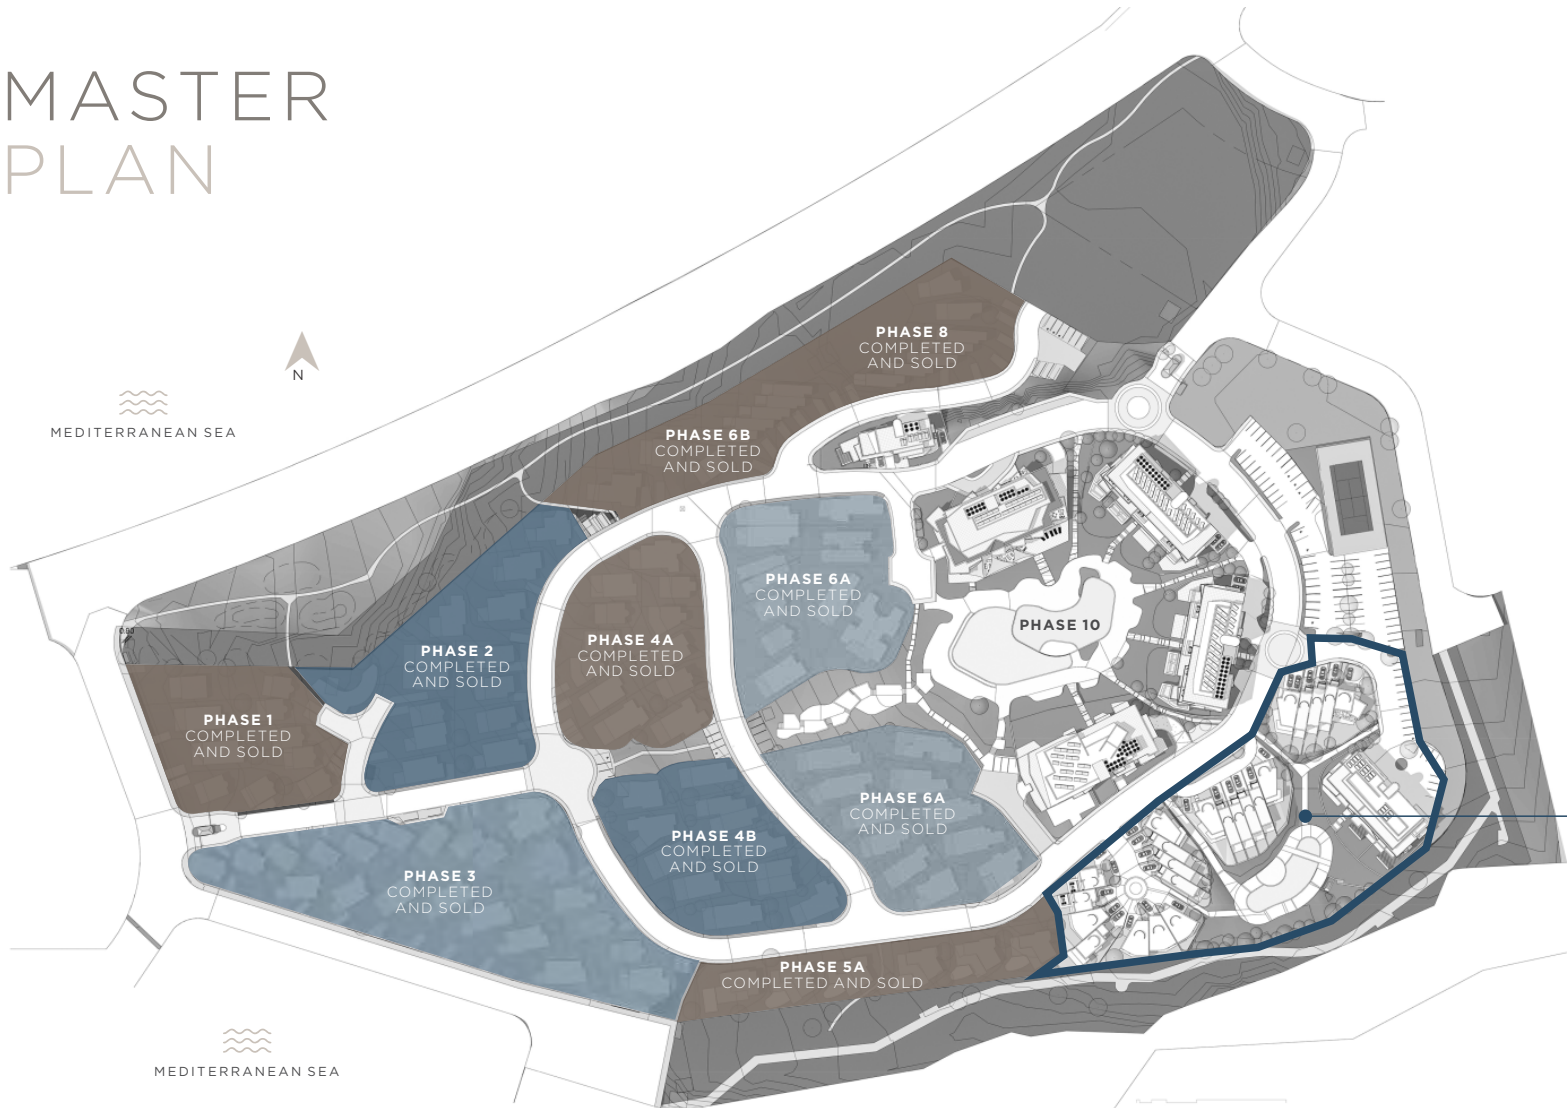 MASTER
PLAN
N
MEDITERRANEAN SEA
PHASE 8
COMPLETED
AND SOLD
PHASE 6B
COMPLETED
AND SOLD
PHASE 6A
COMPLETED
AND SOLD
PHASE 10
PHASE 4A
COMPLETED
AND SOLD
PHASE 2
COMPLETED
AND SOLD
PHASE 1
COMPLETED
AND SOLD
PHASE 6A
COMPLETED
AND SOLD
PHASE 4B
COMPLETED
AND SOLD
PHASE 3
COMPLETED
AND SOLD
PHASE 5A
COMPLETED AND SOLD
MEDITERRANEAN SEA